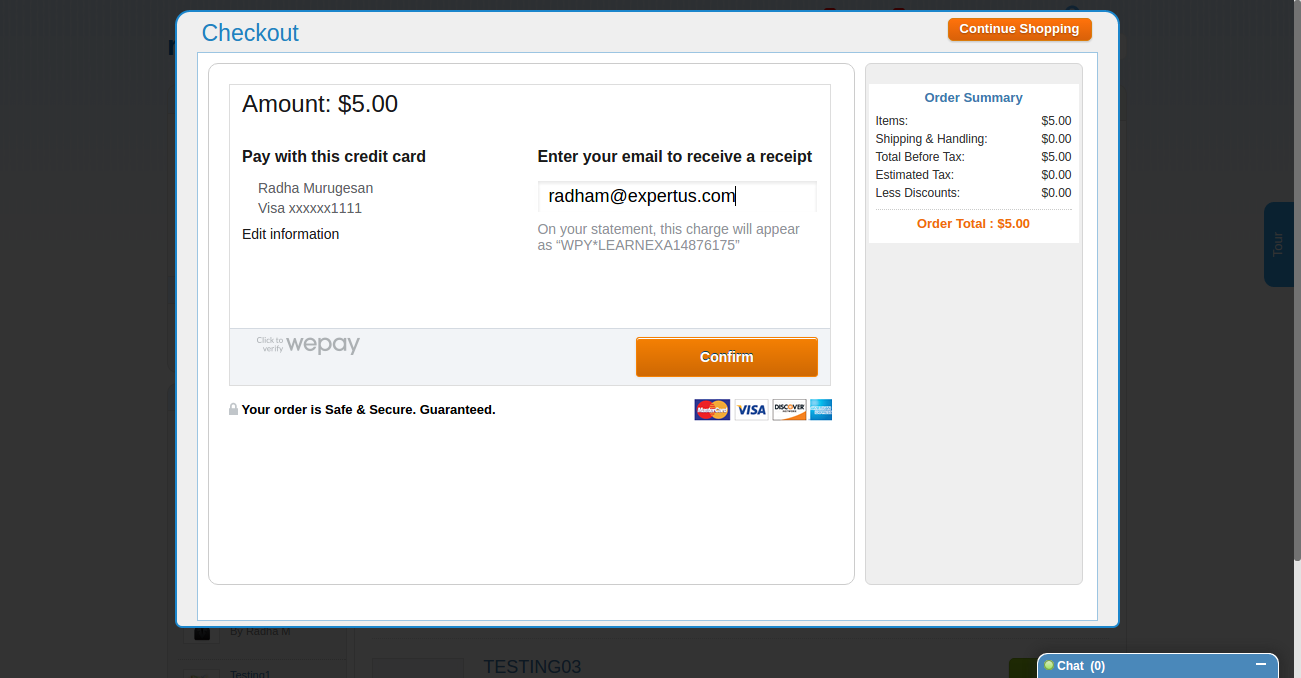 Checkout
Continue Shopping
Amount: $5.00
Pay with this credit card
Radha Murugesan
Visa xxxxxx1111
Edit information
Enter your email to receive a receipt
radham@expertus.com
On your statement, this charge will appear
as “WPY*LEARNEXA14876175”
Click to
verify
wepay
Confirm
Your order is Safe & Secure. Guaranteed.
MasterCard
VISA
DISCOVER
Order Summary
Items: $5.00
Shipping & Handling: $0.00
Total Before Tax: $5.00
Estimated Tax: $0.00
Less Discounts: $0.00
Order Total : $5.00
Tour
By Radha M
Testing1
TESTING03
Chat (0)